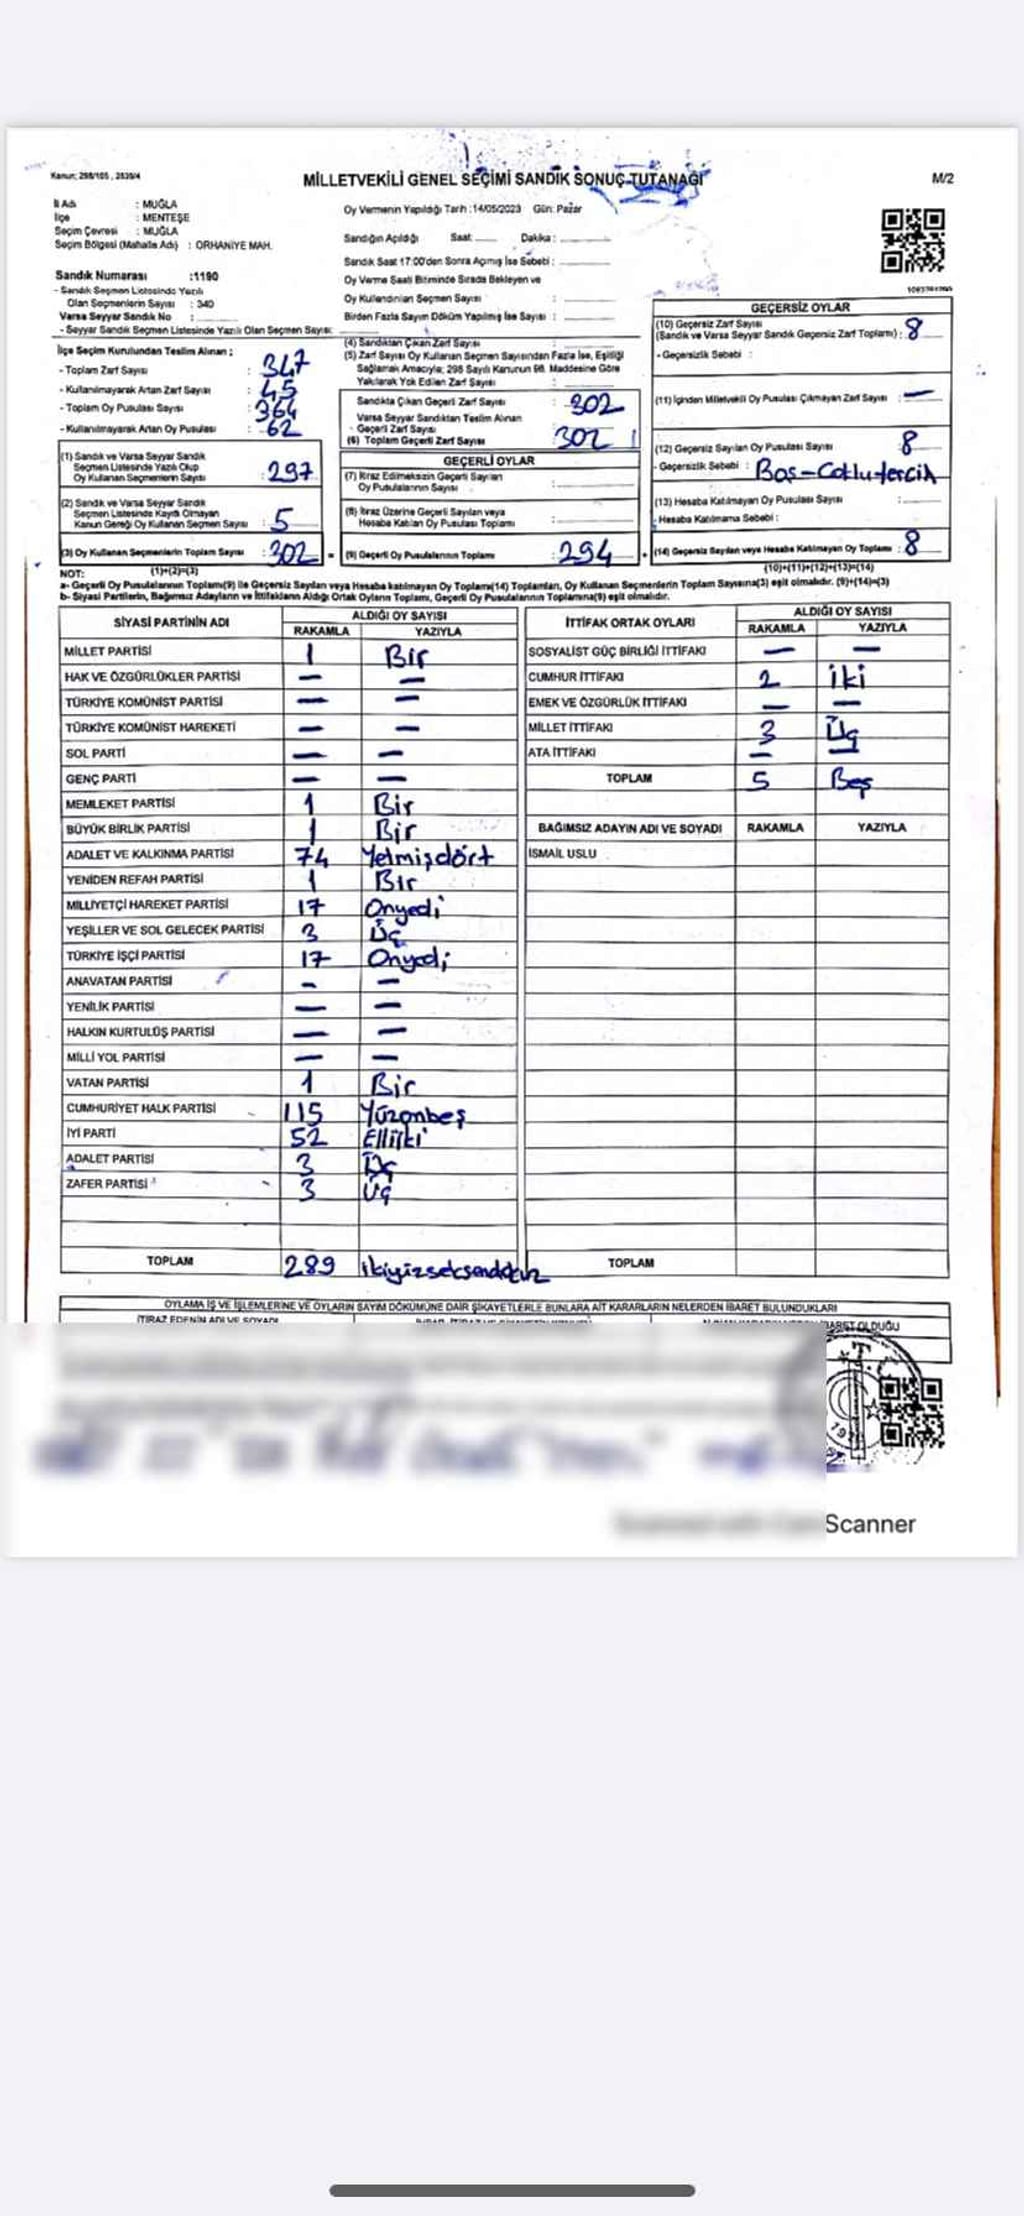 Kanun: 298/105, 2839/4
MİLLETVEKİLİ GENEL SEÇİMİ SANDIK SONUÇ TUTANAĞI
M/2
İl Adı : MUĞLA
İlçe : MENTEŞE
Seçim Çevresi : MUĞLA
Seçim Bölgesi (Mahalle Adı) : ORHANİYE MAH.
Sandık Numarası :1190
- Sandık Seçmen Listesinde Yazılı
Olan Seçmenlerin Sayısı : 340
Varsa Seyyar Sandık No :
- Seyyar Sandık Seçmen Listesinde Yazılı Olan Seçmen Sayısı:
Oy Vermenin Yapıldığı Tarih :14/05/2023 Gün: Pazar
Sandığın Açıldığı Saat: Dakika :
Sandık Saat 17:00'den Sonra Açılmış İse Sebebi :
Oy Verme Saati Bitiminde Sırada Bekleyen ve
Oy Kullandırılan Seçmen Sayısı :
Birden Fazla Sayım Döküm Yapılmış İse Sayısı :
İlçe Seçim Kurulundan Teslim Alınan ;
- Toplam Zarf Sayısı : 347
- Kullanılmayarak Artan Zarf Sayısı : 45
- Toplam Oy Pusulası Sayısı : 364
- Kullanılmayarak Artan Oy Pusulası : 62
(1) Sandık ve Varsa Seyyar Sandık
Seçmen Listesinde Yazılı Olup
Oy Kullanan Seçmenlerin Sayısı : 297
(2) Sandık ve Varsa Seyyar Sandık
Seçmen Listesinde Kayıtlı Olmayan
Kanun Gereği Oy Kullanan Seçmen Sayısı : 5
(3) Oy Kullanan Seçmenlerin Toplam Sayısı : 302
(1)+(2)=(3)
(4) Sandıktan Çıkan Zarf Sayısı :
(5) Zarf Sayısı Oy Kullanan Seçmen Sayısından Fazla İse, Eşitliği
Sağlamak Amacıyla; 298 Sayılı Kanunun 98. Maddesine Göre
Yakılarak Yok Edilen Zarf Sayısı :
Sandıkta Çıkan Geçerli Zarf Sayısı : 302
Varsa Seyyar Sandıktan Teslim Alınan
Geçerli Zarf Sayısı :
(6) Toplam Geçerli Zarf Sayısı 302
GEÇERLİ OYLAR
(7) İtiraz Edilmeksizin Geçerli Sayılan
Oy Pusulalarının Sayısı :
(8) İtiraz Üzerine Geçerli Sayılan veya
Hesaba Katılan Oy Pusulası Toplamı :
= (9) Geçerli Oy Pusulalarının Toplamı : 294
GEÇERSİZ OYLAR
(10) Geçersiz Zarf Sayısı
(Sandık ve Varsa Seyyar Sandık Geçersiz Zarf Toplamı) : 8
- Geçersizlik Sebebi :
(11) İçinden Milletvekili Oy Pusulası Çıkmayan Zarf Sayısı : —
(12) Geçersiz Sayılan Oy Pusulası Sayısı 8
- Geçersizlik Sebebi : Boş-Coklu tercih
(13) Hesaba Katılmayan Oy Pusulası Sayısı :
- Hesaba Katılmama Sebebi :
+ (14) Geçersiz Sayılan veya Hesaba Katılmayan Oy Toplamı : 8
(10)+(11)+(12)+(13)=(14)
NOT:
a- Geçerli Oy Pusulalarının Toplamı(9) ile Geçersiz Sayılan veya Hesaba katılmayan Oy Toplamı(14) Toplamları, Oy Kullanan Seçmenlerin Toplam Sayısına(3) eşit olmalıdır. (9)+(14)=(3)
b- Siyasi Partilerin, Bağımsız Adayların ve İttifakların Aldığı Ortak Oyların Toplamı, Geçerli Oy Pusulalarının Toplamına(9) eşit olmalıdır.
SİYASİ PARTİNİN ADI ALDIĞI OY SAYISI
RAKAMLA YAZIYLA
MİLLET PARTİSİ 1 Bir
HAK VE ÖZGÜRLÜKLER PARTİSİ — —
TÜRKİYE KOMÜNİST PARTİSİ — —
TÜRKİYE KOMÜNİST HAREKETİ — —
SOL PARTİ — —
GENÇ PARTİ — —
MEMLEKET PARTİSİ 1 Bir
BÜYÜK BİRLİK PARTİSİ 1 Bir
ADALET VE KALKINMA PARTİSİ 74 Yetmişdört
YENİDEN REFAH PARTİSİ 1 Bir
MİLLİYETÇİ HAREKET PARTİSİ 17 Onyedi
YEŞİLLER VE SOL GELECEK PARTİSİ 3 Üç
TÜRKİYE İŞÇİ PARTİSİ 17 Onyedi
ANAVATAN PARTİSİ — —
YENİLİK PARTİSİ — —
HALKIN KURTULUŞ PARTİSİ — —
MİLLİ YOL PARTİSİ — —
VATAN PARTİSİ 1 Bir
CUMHURİYET HALK PARTİSİ 115 Yüzonbeş
İYİ PARTİ 52 Elliiki
ADALET PARTİSİ 3 Üç
ZAFER PARTİSİ 3 Üç
TOPLAM 289 ikiyüzseksendokuz
İTTİFAK ORTAK OYLARI ALDIĞI OY SAYISI
RAKAMLA YAZIYLA
SOSYALİST GÜÇ BİRLİĞİ İTTİFAKI — —
CUMHUR İTTİFAKI 2 İki
EMEK VE ÖZGÜRLÜK İTTİFAKI — —
MİLLET İTTİFAKI 3 Üç
ATA İTTİFAKI — —
TOPLAM 5 Beş
BAĞIMSIZ ADAYIN ADI VE SOYADI RAKAMLA YAZIYLA
İSMAİL USLU
TOPLAM
OYLAMA İŞ VE İŞLEMLERİNE VE OYLARIN SAYIM DÖKÜMÜNE DAİR ŞİKAYETLERLE BUNLARA AİT KARARLARIN NELERDEN İBARET BULUNDUKLARI
İTİRAZ EDENİN ADI VE SOYADI
OLDUĞU
Scanner